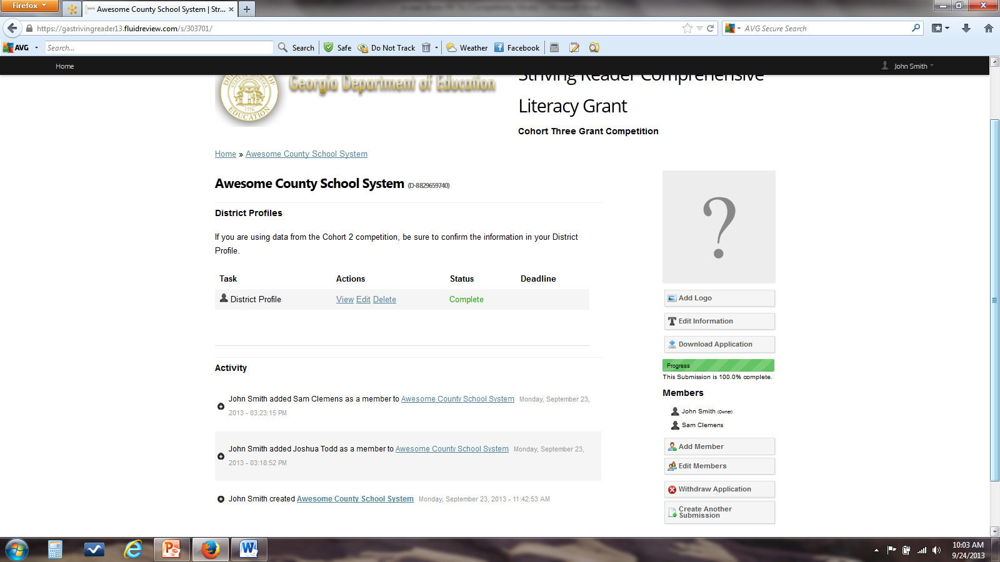 Firefox
Awesome County School System | Str...
https://gastrivingreader13.fluidreview.com/s/303701/
AVG Secure Search
AVG
Search...
Search
Safe
Do Not Track
Weather
Facebook
Home
John Smith
Georgia Department of Education
Striving Reader Comprehensive
Literacy Grant
Cohort Three Grant Competition
Home » Awesome County School System
Awesome County School System (D-8829659740)
District Profiles
If you are using data from the Cohort 2 competition, be sure to confirm the information in your District
Profile.
Task Actions Status Deadline
District Profile View Edit Delete Complete
Activity
John Smith added Sam Clemens as a member to Awesome County School System Monday, September 23,
2013 - 03:23:15 PM
John Smith added Joshua Todd as a member to Awesome County School System Monday, September 23,
2013 - 03:18:52 PM
John Smith created Awesome County School System Monday, September 23, 2013 - 11:42:53 AM
?
Add Logo
Edit Information
Download Application
Progress
This Submission is 100.0% complete.
Members
John Smith (Owner)
Sam Clemens
Add Member
Edit Members
Withdraw Application
Create Another
Submission
10:03 AM
9/24/2013